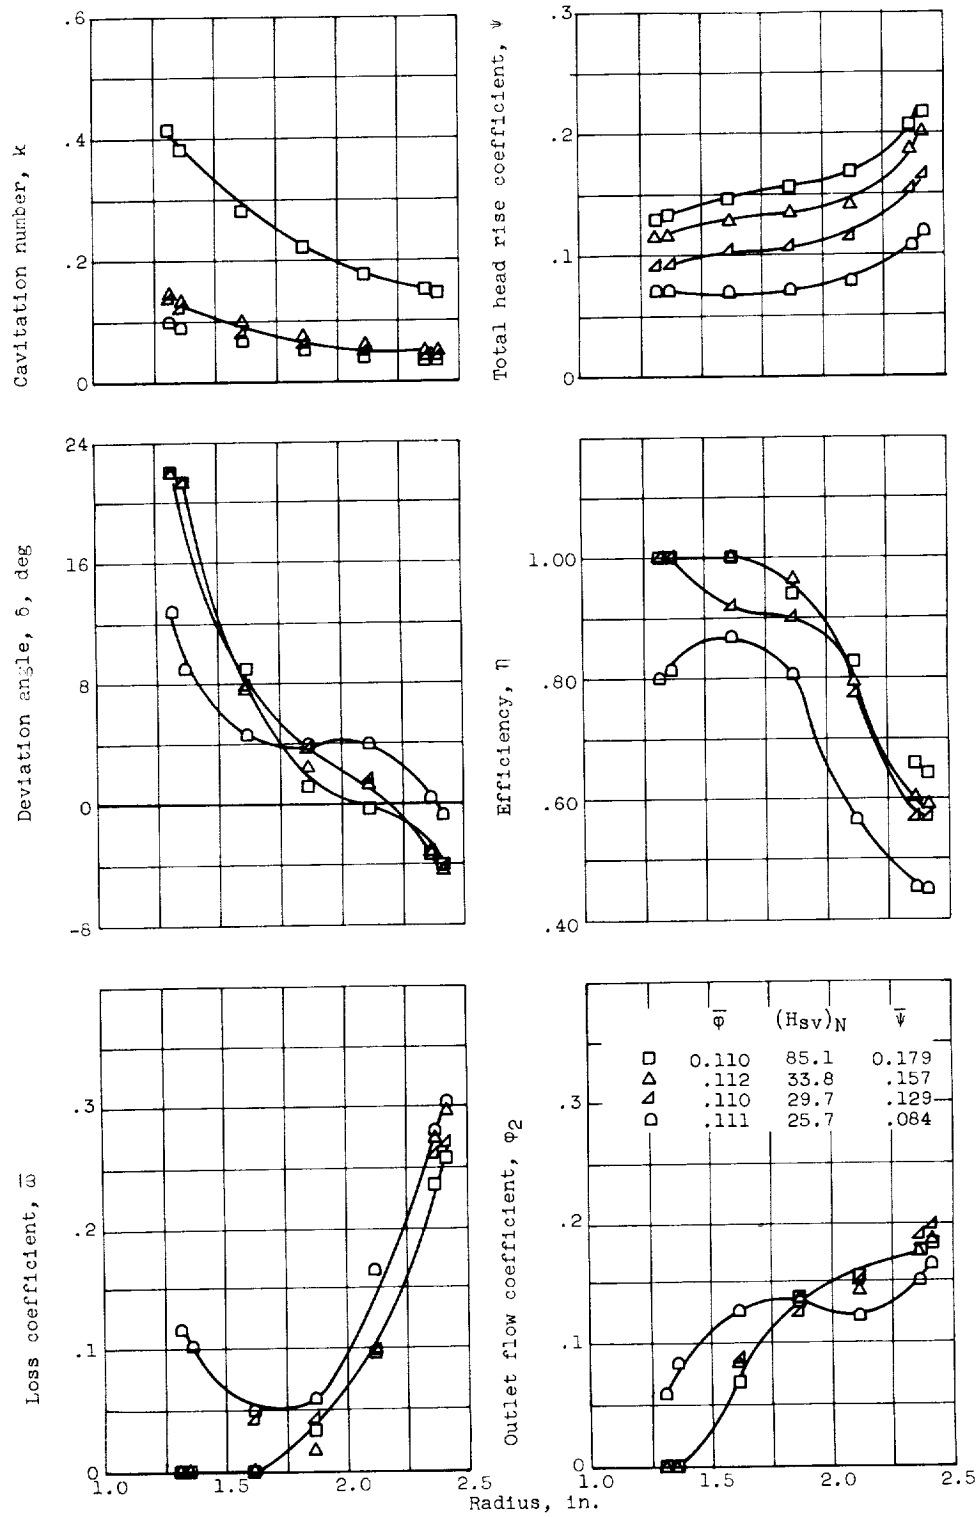 .6
.4
.2
0
Cavitation number, k
.3
.2
.1
0
Total head rise coefficient, ψ
24
16
8
0
-8
Deviation angle, δ, deg
1.00
.80
.60
.40
Efficiency, η
.3
.2
.1
0
Loss coefficient, ω̅
1.0 1.5 2.0 2.5
φ̅ (Hsv)N ψ̅
0.110 85.1 0.179
.112 33.8 .157
.110 29.7 .129
.111 25.7 .084
.3
.2
.1
0
Outlet flow coefficient, φ2
1.0 1.5 2.0 2.5
Radius, in.